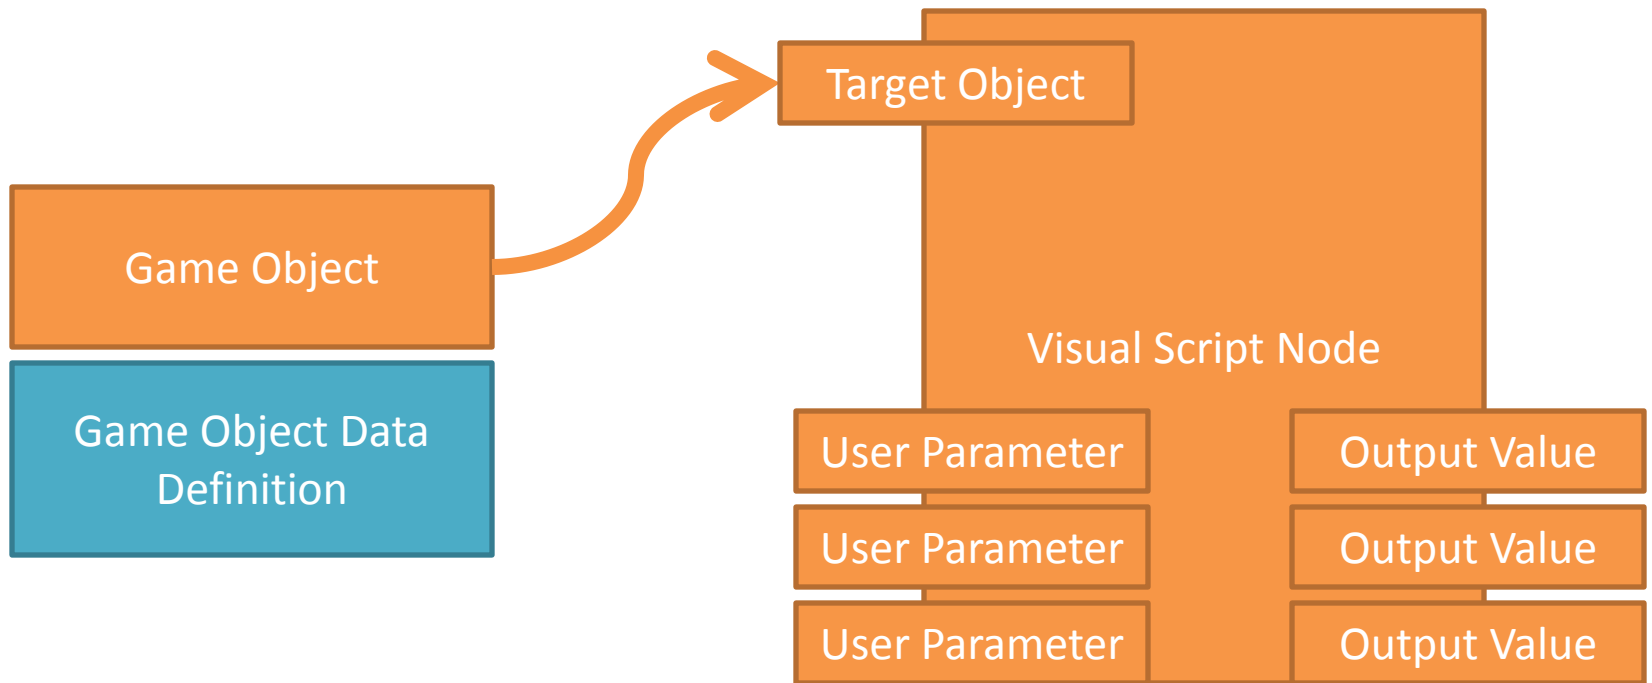 Target Object
Game Object
Visual Script Node
Game Object Data
Definition
User Parameter
Output Value
User Parameter
Output Value
User Parameter
Output Value